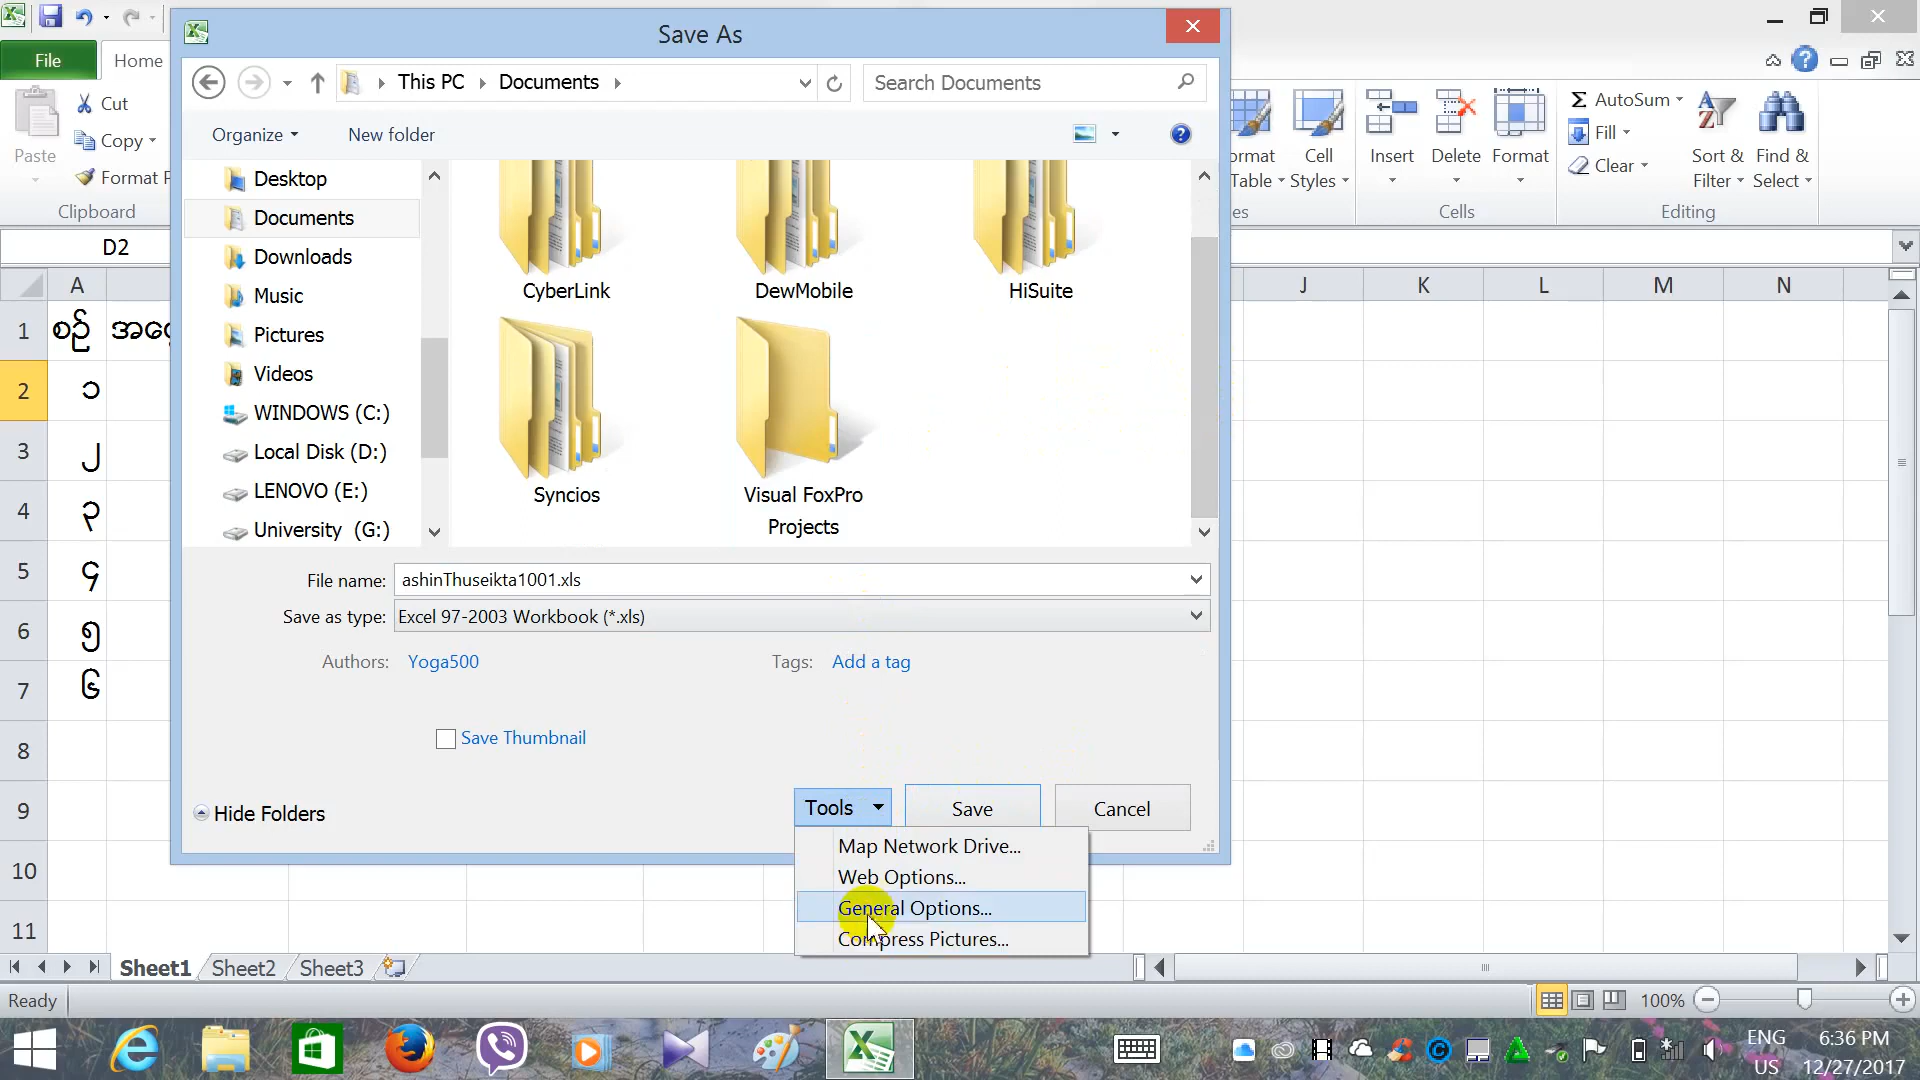 Save As
File
Home
This PC
Documents
Search Documents
Organize
New folder
Cut
Copy
Paste
Format P
Clipboard
Desktop
Documents
Downloads
Music
Pictures
Videos
WINDOWS (C:)
Local Disk (D:)
LENOVO (E:)
University (G:)
CyberLink
DewMobile
HiSuite
Syncios
Visual FoxPro
Projects
File name:
ashinThuseikta1001.xls
Save as type:
Excel 97-2003 Workbook (*.xls)
Authors:
Yoga500
Tags:
Add a tag
Save Thumbnail
Hide Folders
Tools
Save
Cancel
Map Network Drive...
Web Options...
General Options...
Compress Pictures...
ormat
Table
Cell
Styles
es
Insert
Delete
Format
Cells
Σ AutoSum
Fill
Clear
Sort &
Filter
Find &
Select
Editing
D2
A
J
K
L
M
N
1
စဉ်
2
၁
3
၂
4
၃
5
၄
6
၅
7
၆
8
9
10
11
Sheet1
Sheet2
Sheet3
Ready
100%
ENG
US
6:36 PM
12/27/2017